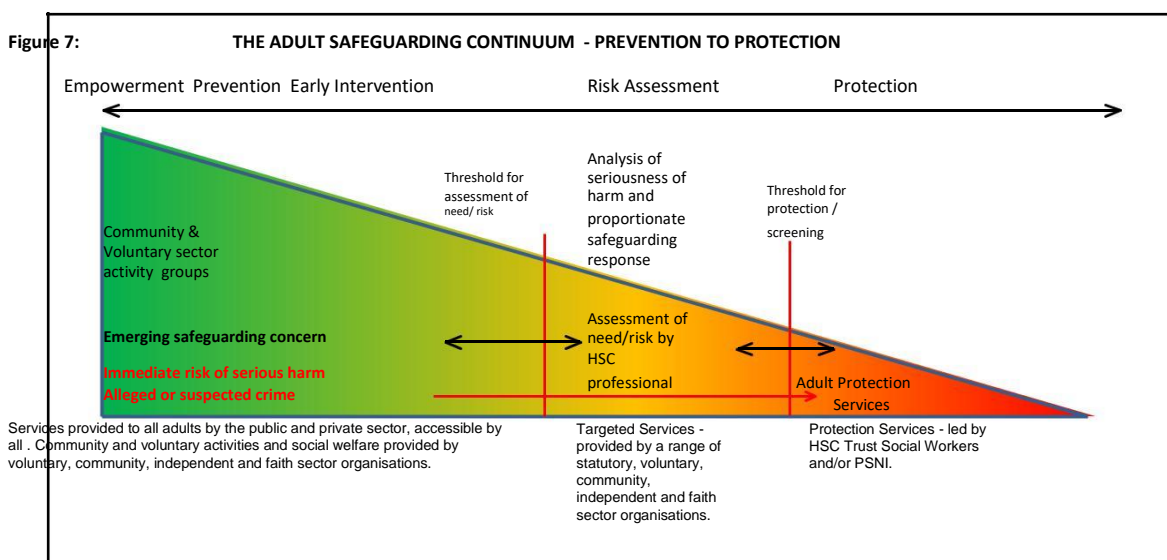 Figure 7: THE ADULT SAFEGUARDING CONTINUUM - PREVENTION TO PROTECTION
Empowerment Prevention Early Intervention Risk Assessment Protection
Threshold for
assessment of
need/ risk
Analysis of
seriousness of
harm and
proportionate
safeguarding
response
Threshold for
protection /
screening
Community &
Voluntary sector
activity groups
Emerging safeguarding concern
Immediate risk of serious harm
Alleged or suspected crime
Assessment of
need/risk by
HSC
professional
Adult Protection
Services
Services provided to all adults by the public and private sector, accessible by
all . Community and voluntary activities and social welfare provided by
voluntary, community, independent and faith sector organisations.
Targeted Services -
provided by a range of
statutory, voluntary,
community,
independent and faith
sector organisations.
Protection Services - led by
HSC Trust Social Workers
and/or PSNI.